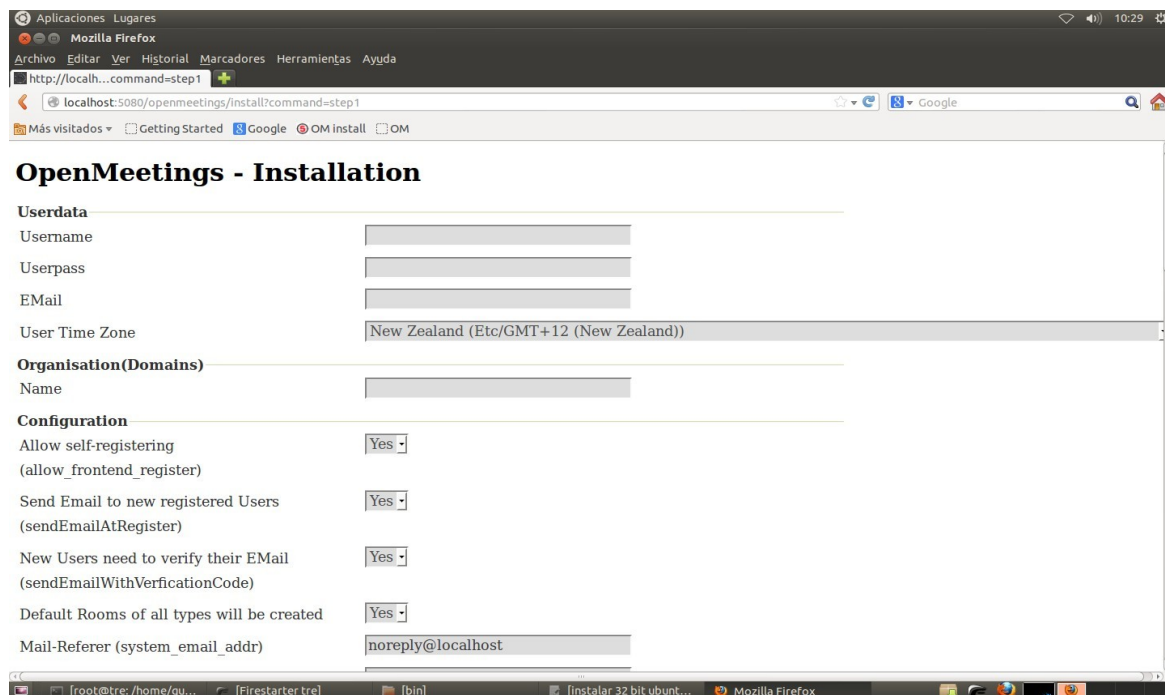 Aplicaciones Lugares
10:29
Mozilla Firefox
Archivo Editar Ver Historial Marcadores Herramientas Ayuda
http://localh...command=step1
localhost:5080/openmeetings/install?command=step1
Google
Más visitados
Getting Started
Google
OM install
OM
OpenMeetings - Installation
Userdata
Username
Userpass
EMail
User Time Zone
New Zealand (Etc/GMT+12 (New Zealand))
Organisation(Domains)
Name
Configuration
Allow self-registering
(allow_frontend_register)
Yes
Send Email to new registered Users
(sendEmailAtRegister)
Yes
New Users need to verify their EMail
(sendEmailWithVerficationCode)
Yes
Default Rooms of all types will be created
Yes
Mail-Referer (system_email_addr)
noreply@localhost
[root@tre: /home/gu...
[Firestarter tre]
[bin]
[instalar 32 bit ubunt...
Mozilla Firefox